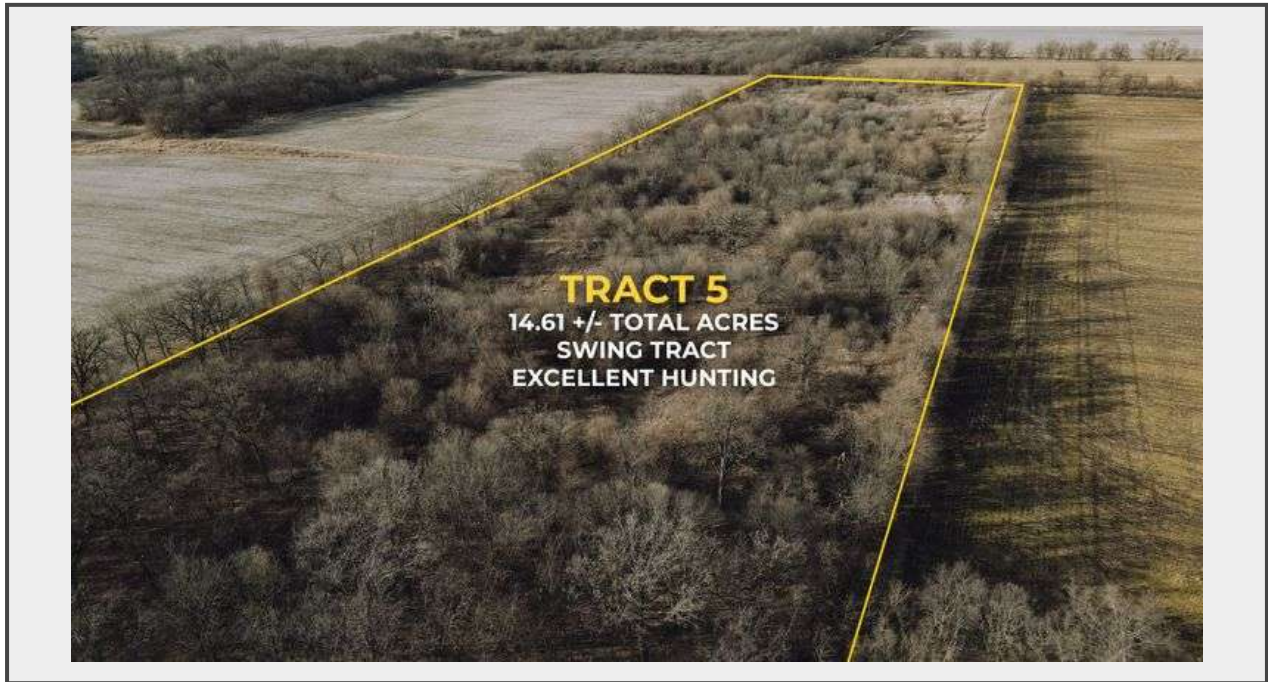 TRACT 5
14.61 +/- TOTAL ACRES
SWING TRACT
EXCELLENT HUNTING